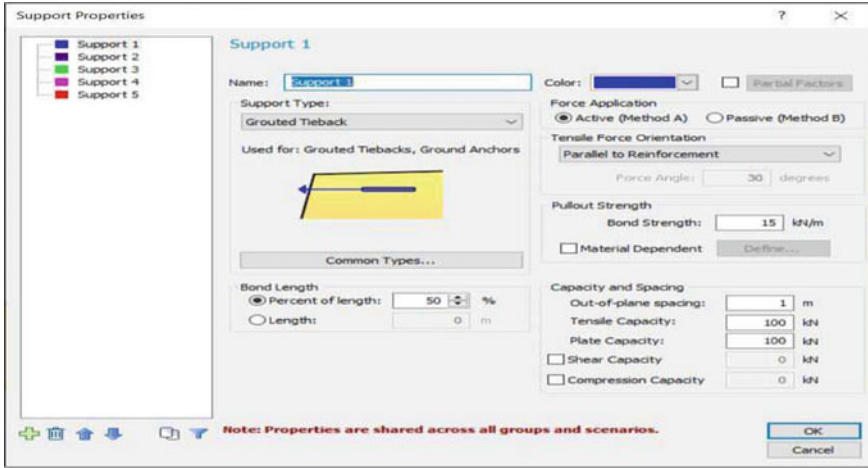 Support Properties
? ×
Support 1
Support 2
Support 3
Support 4
Support 5
Support 1
Name: Support 1
Color:
Partial Factors
Support Type:
Grouted Tieback
Used for: Grouted Tiebacks, Ground Anchors
Common Types...
Force Application
Active (Method A) Passive (Method B)
Tensile Force Orientation
Parallel to Reinforcement
Force Angle: 30 degrees
Pullout Strength
Bond Strength: 15 kN/m
Material Dependent Define...
Bond Length
Percent of length: 50 %
Length: 0 m
Capacity and Spacing
Out-of-plane spacing: 1 m
Tensile Capacity: 100 kN
Plate Capacity: 100 kN
Shear Capacity 0 kN
Compression Capacity 0 kN
Note: Properties are shared across all groups and scenarios.
OK
Cancel